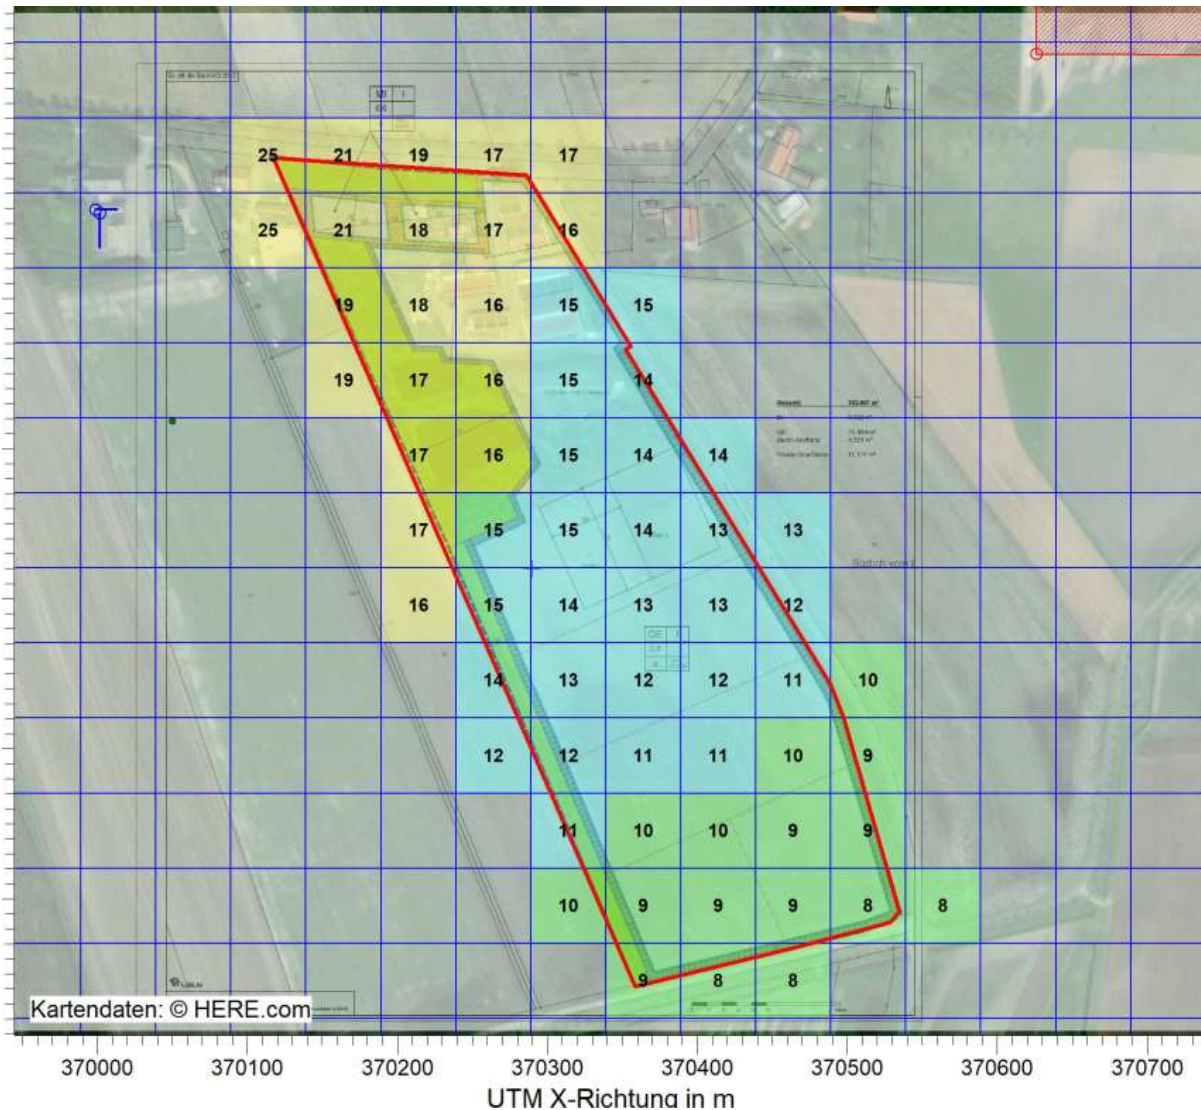 MI I
25 21 19 17 17
25 21 18 17 16
19 18 16 15 15
19 17 16 15 14
17 16 15 14 14
17 15 15 14 13 13
16 15 14 13 13 12
GE I
14 13 12 12 11 10
12 12 11 11 10 9
11 10 10 9 9
10 9 9 9 8 8
9 8 8
Kartendaten: © HERE.com
370000 370100 370200 370300 370400 370500 370600 370700
UTM X-Richtung in m